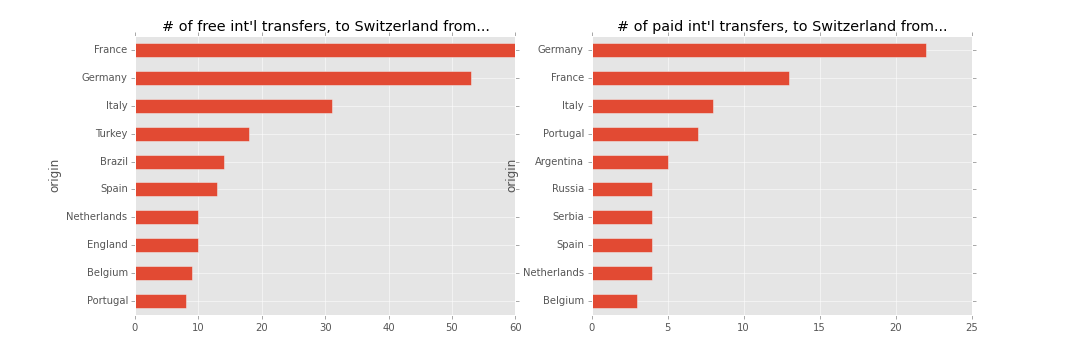 # of free int'l transfers, to Switzerland from...
origin
France
Germany
Italy
Turkey
Brazil
Spain
Netherlands
England
Belgium
Portugal
0 10 20 30 40 50 60
# of paid int'l transfers, to Switzerland from...
origin
Germany
France
Italy
Portugal
Argentina
Russia
Serbia
Spain
Netherlands
Belgium
0 5 10 15 20 25